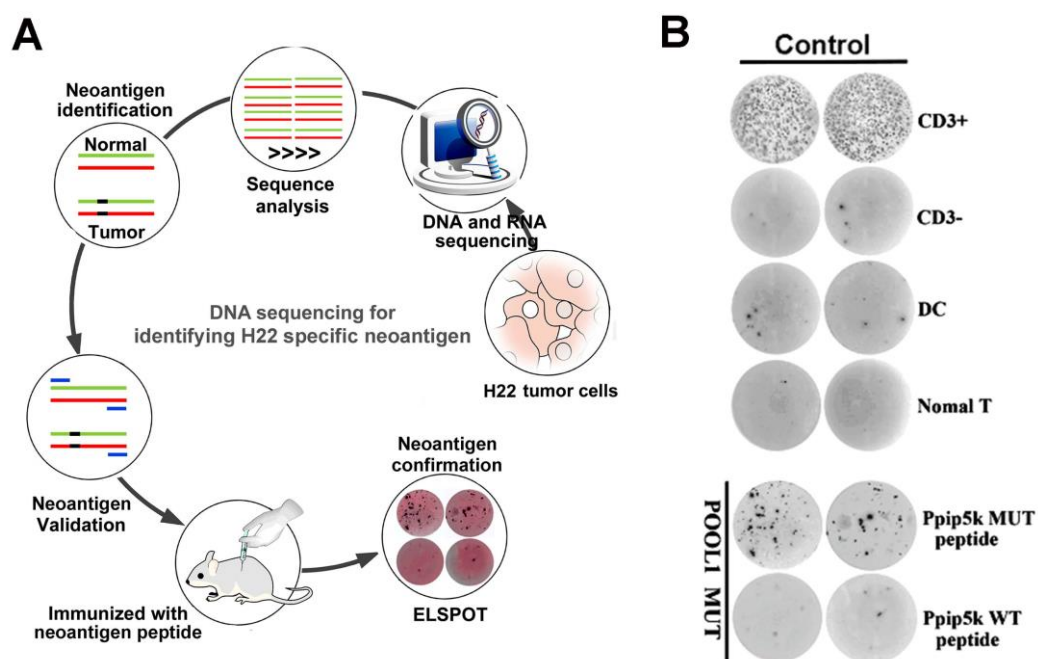 A
Neoantigen
identification
Normal
Tumor
>>>>
Sequence
analysis
DNA and RNA
sequencing
DNA sequencing for
identifying H22 specific neoantigen
H22 tumor cells
Neoantigen
Validation
Immunized with
neoantigen peptide
Neoantigen
confirmation
ELSPOT
B
Control
CD3+
CD3-
DC
Nomal T
POOL1 MUT
Ppip5k MUT
peptide
Ppip5k WT
peptide